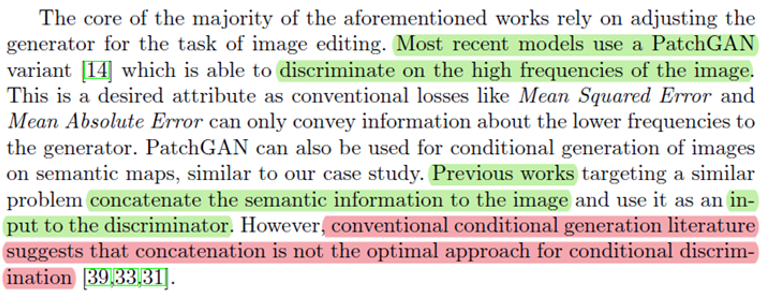 The core of the majority of the aforementioned works rely on adjusting the
generator for the task of image editing. Most recent models use a PatchGAN
variant [14] which is able to discriminate on the high frequencies of the image.
This is a desired attribute as conventional losses like Mean Squared Error and
Mean Absolute Error can only convey information about the lower frequencies to
the generator. PatchGAN can also be used for conditional generation of images
on semantic maps, similar to our case study. Previous works targeting a similar
problem concatenate the semantic information to the image and use it as an in-
put to the discriminator. However, conventional conditional generation literature
suggests that concatenation is not the optimal approach for conditional discrim-
ination [39,33,31].